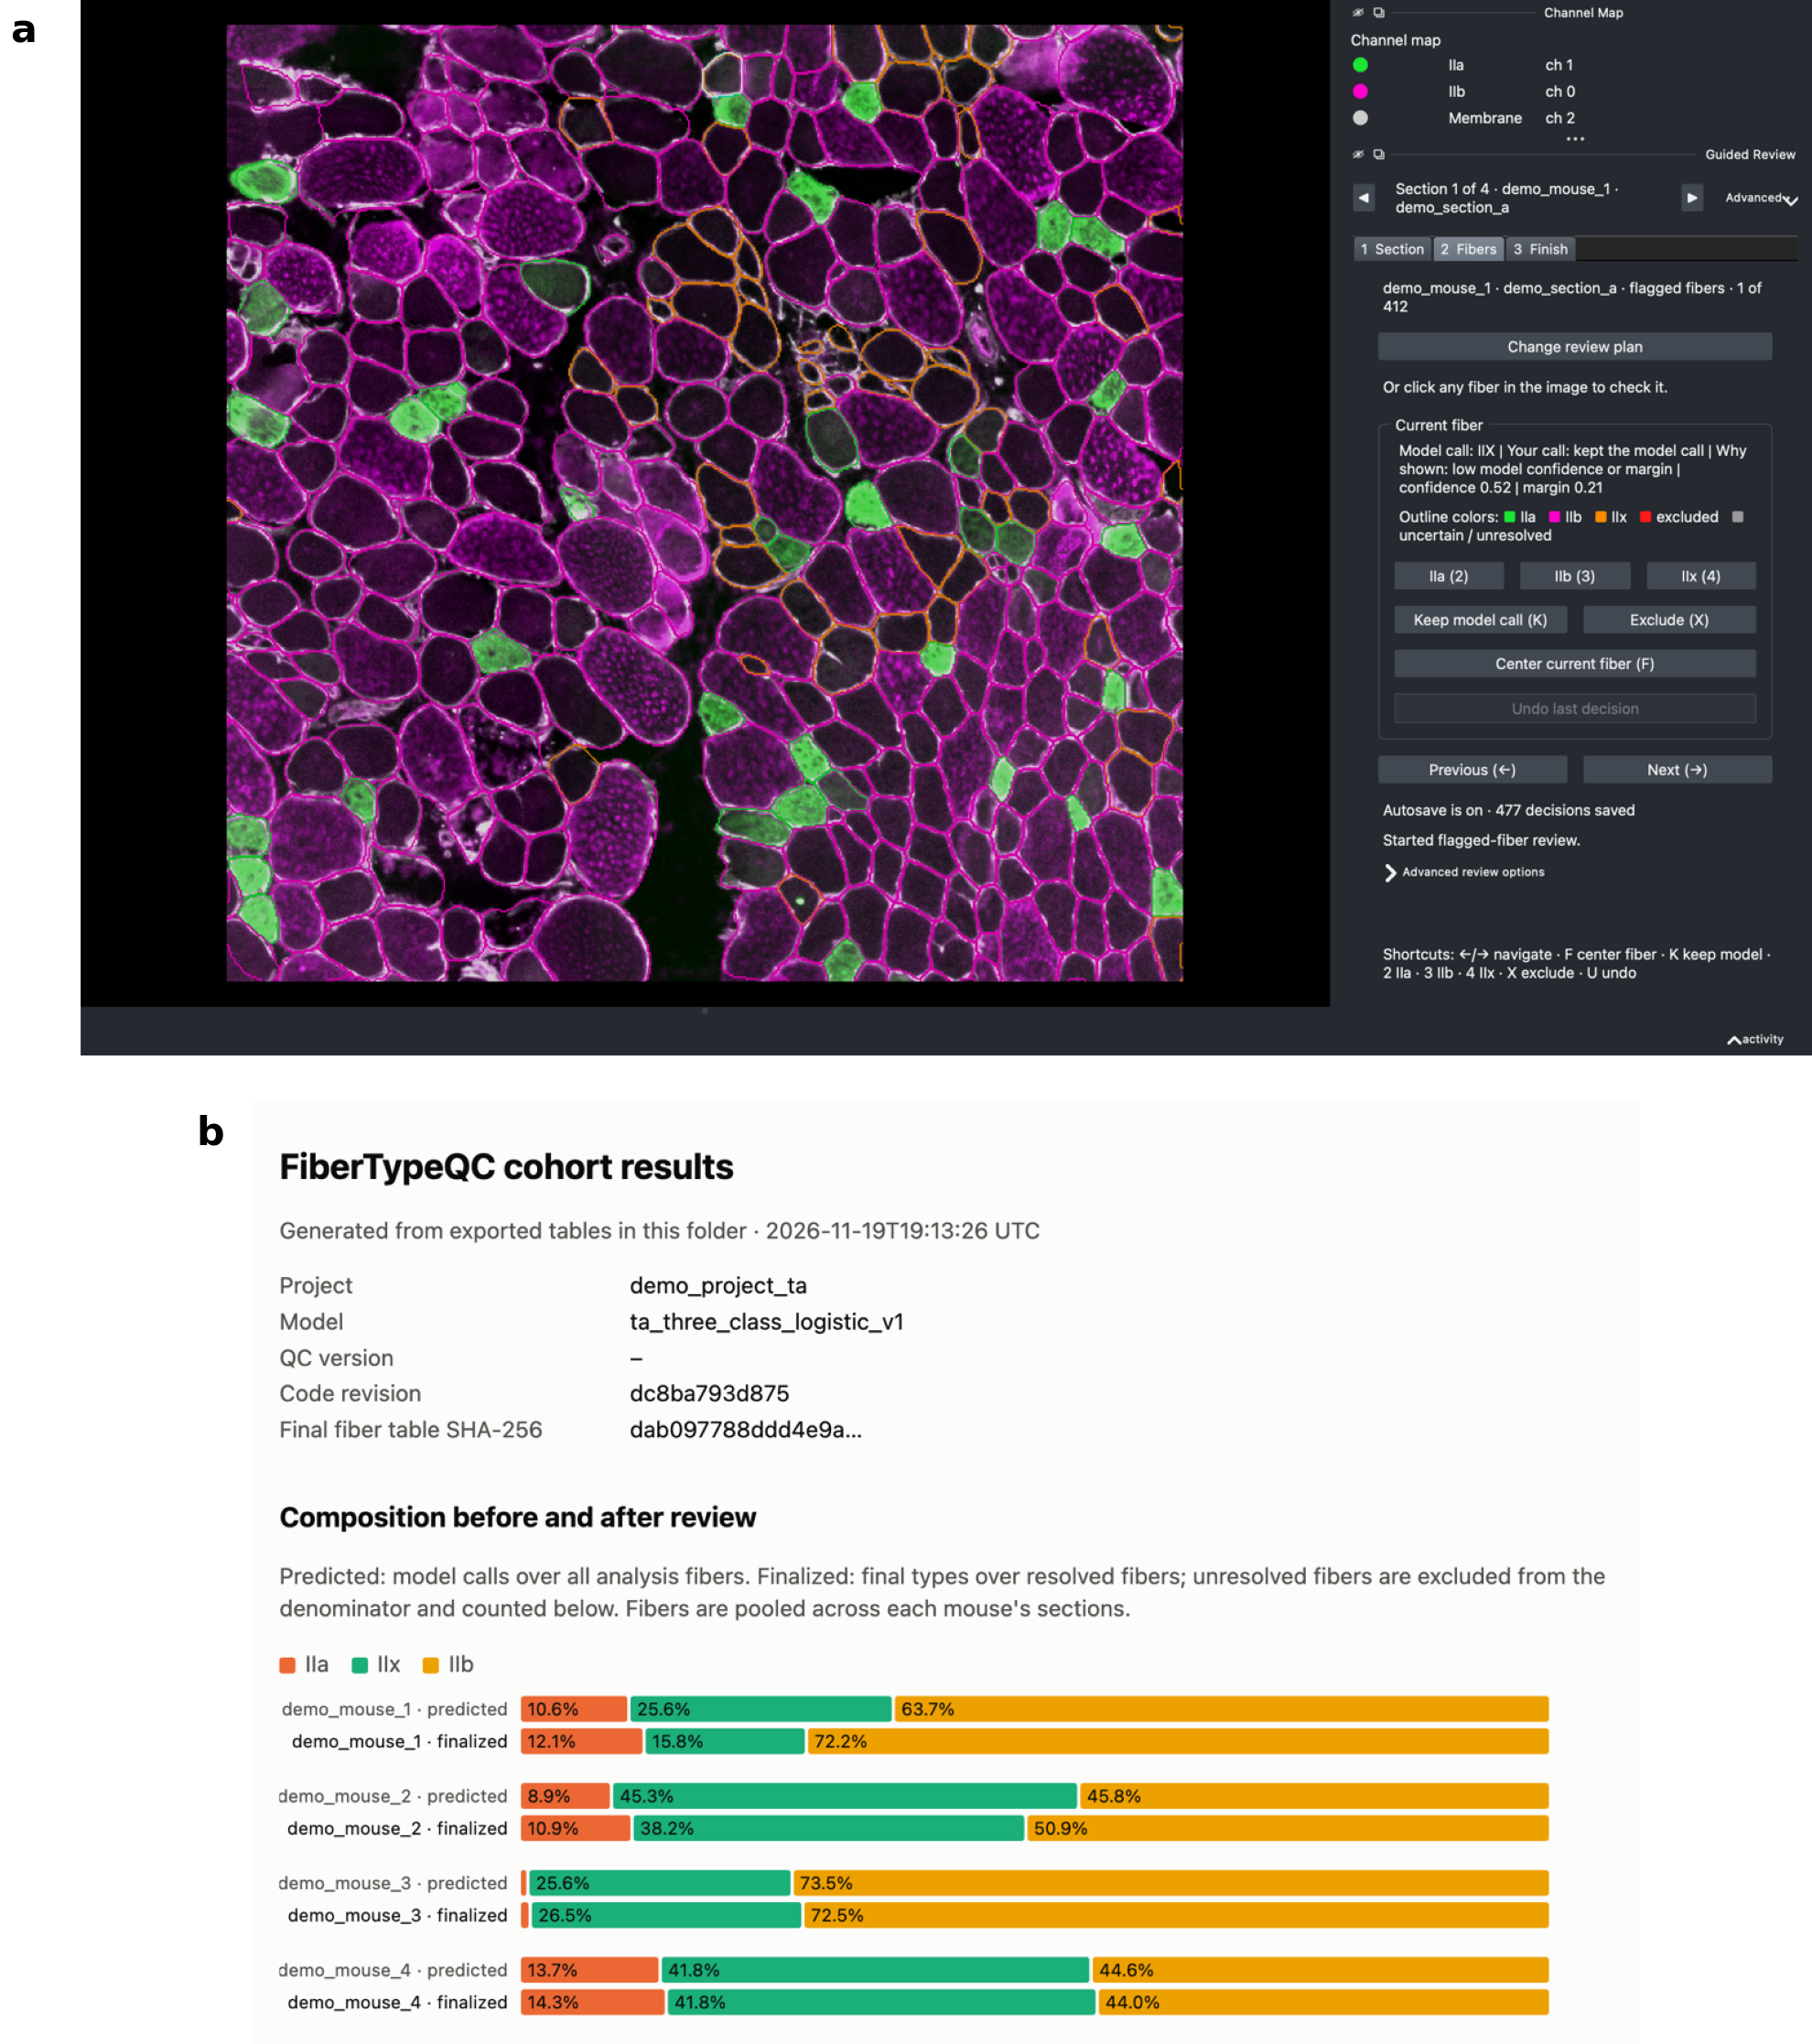 a
Channel Map
Channel map
IIa ch 1
IIb ch 0
Membrane ch 2
Guided Review
Section 1 of 4 · demo_mouse_1 ·
demo_section_a
Advanced
1 Section 2 Fibers 3 Finish
demo_mouse_1 · demo_section_a · flagged fibers · 1 of
412
Change review plan
Or click any fiber in the image to check it.
Current fiber
Model call: IIX | Your call: kept the model call | Why
shown: low model confidence or margin |
confidence 0.52 | margin 0.21
Outline colors: IIa IIb IIx excluded
uncertain / unresolved
IIa (2) IIb (3) IIx (4)
Keep model call (K) Exclude (X)
Center current fiber (F)
Undo last decision
Previous (←) Next (→)
Autosave is on · 477 decisions saved
Started flagged-fiber review.
Advanced review options
Shortcuts: ←/→ navigate · F center fiber · K keep model ·
2 IIa · 3 IIb · 4 IIx · X exclude · U undo
activity
b
FiberTypeQC cohort results
Generated from exported tables in this folder · 2026-11-19T19:13:26 UTC
Project demo_project_ta
Model ta_three_class_logistic_v1
QC version –
Code revision dc8ba793d875
Final fiber table SHA-256 dab097788ddd4e9a...
Composition before and after review
Predicted: model calls over all analysis fibers. Finalized: final types over resolved fibers; unresolved fibers are excluded from the
denominator and counted below. Fibers are pooled across each mouse's sections.
IIa IIx IIb
demo_mouse_1 · predicted 10.6% 25.6% 63.7%
demo_mouse_1 · finalized 12.1% 15.8% 72.2%
demo_mouse_2 · predicted 8.9% 45.3% 45.8%
demo_mouse_2 · finalized 10.9% 38.2% 50.9%
demo_mouse_3 · predicted 25.6% 73.5%
demo_mouse_3 · finalized 26.5% 72.5%
demo_mouse_4 · predicted 13.7% 41.8% 44.6%
demo_mouse_4 · finalized 14.3% 41.8% 44.0%